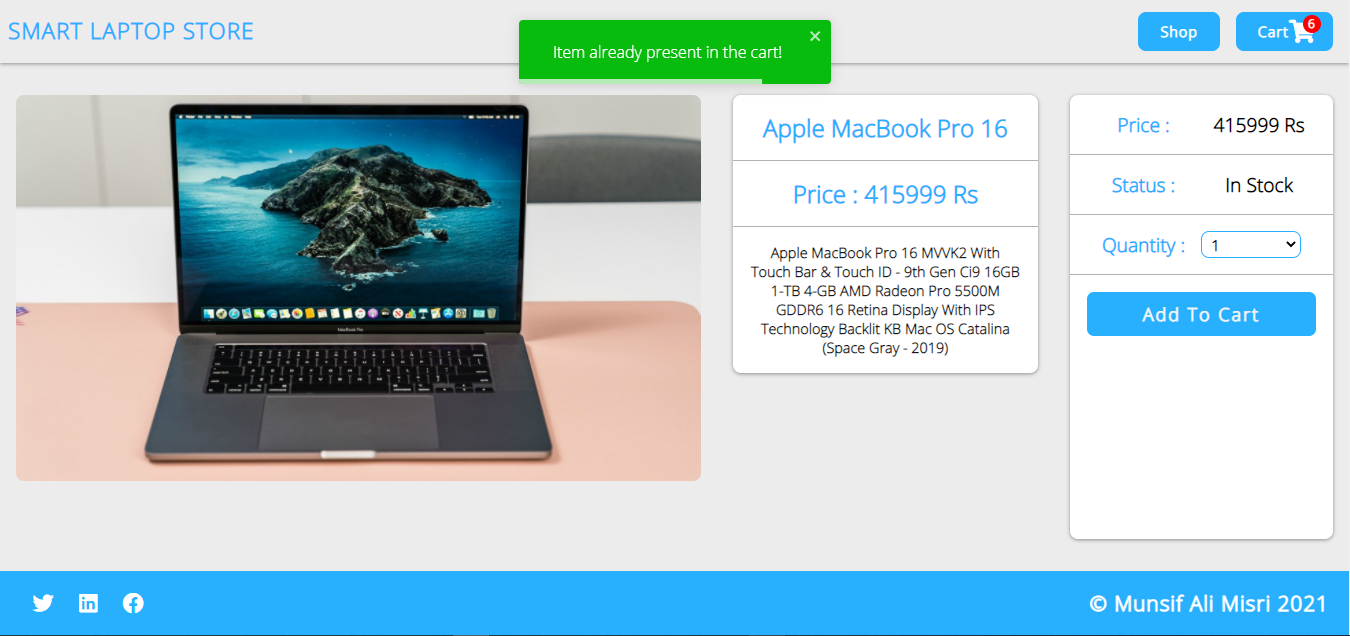 SMART LAPTOP STORE
Item already present in the cart!
×
Shop
Cart
6
Apple MacBook Pro 16
Price : 415999 Rs
Apple MacBook Pro 16 MVVK2 With
Touch Bar & Touch ID - 9th Gen Ci9 16GB
1-TB 4-GB AMD Radeon Pro 5500M
GDDR6 16 Retina Display With IPS
Technology Backlit KB Mac OS Catalina
(Space Gray - 2019)
Price : 415999 Rs
Status : In Stock
Quantity : 1
Add To Cart
MacBook Pro
© Munsif Ali Misri 2021